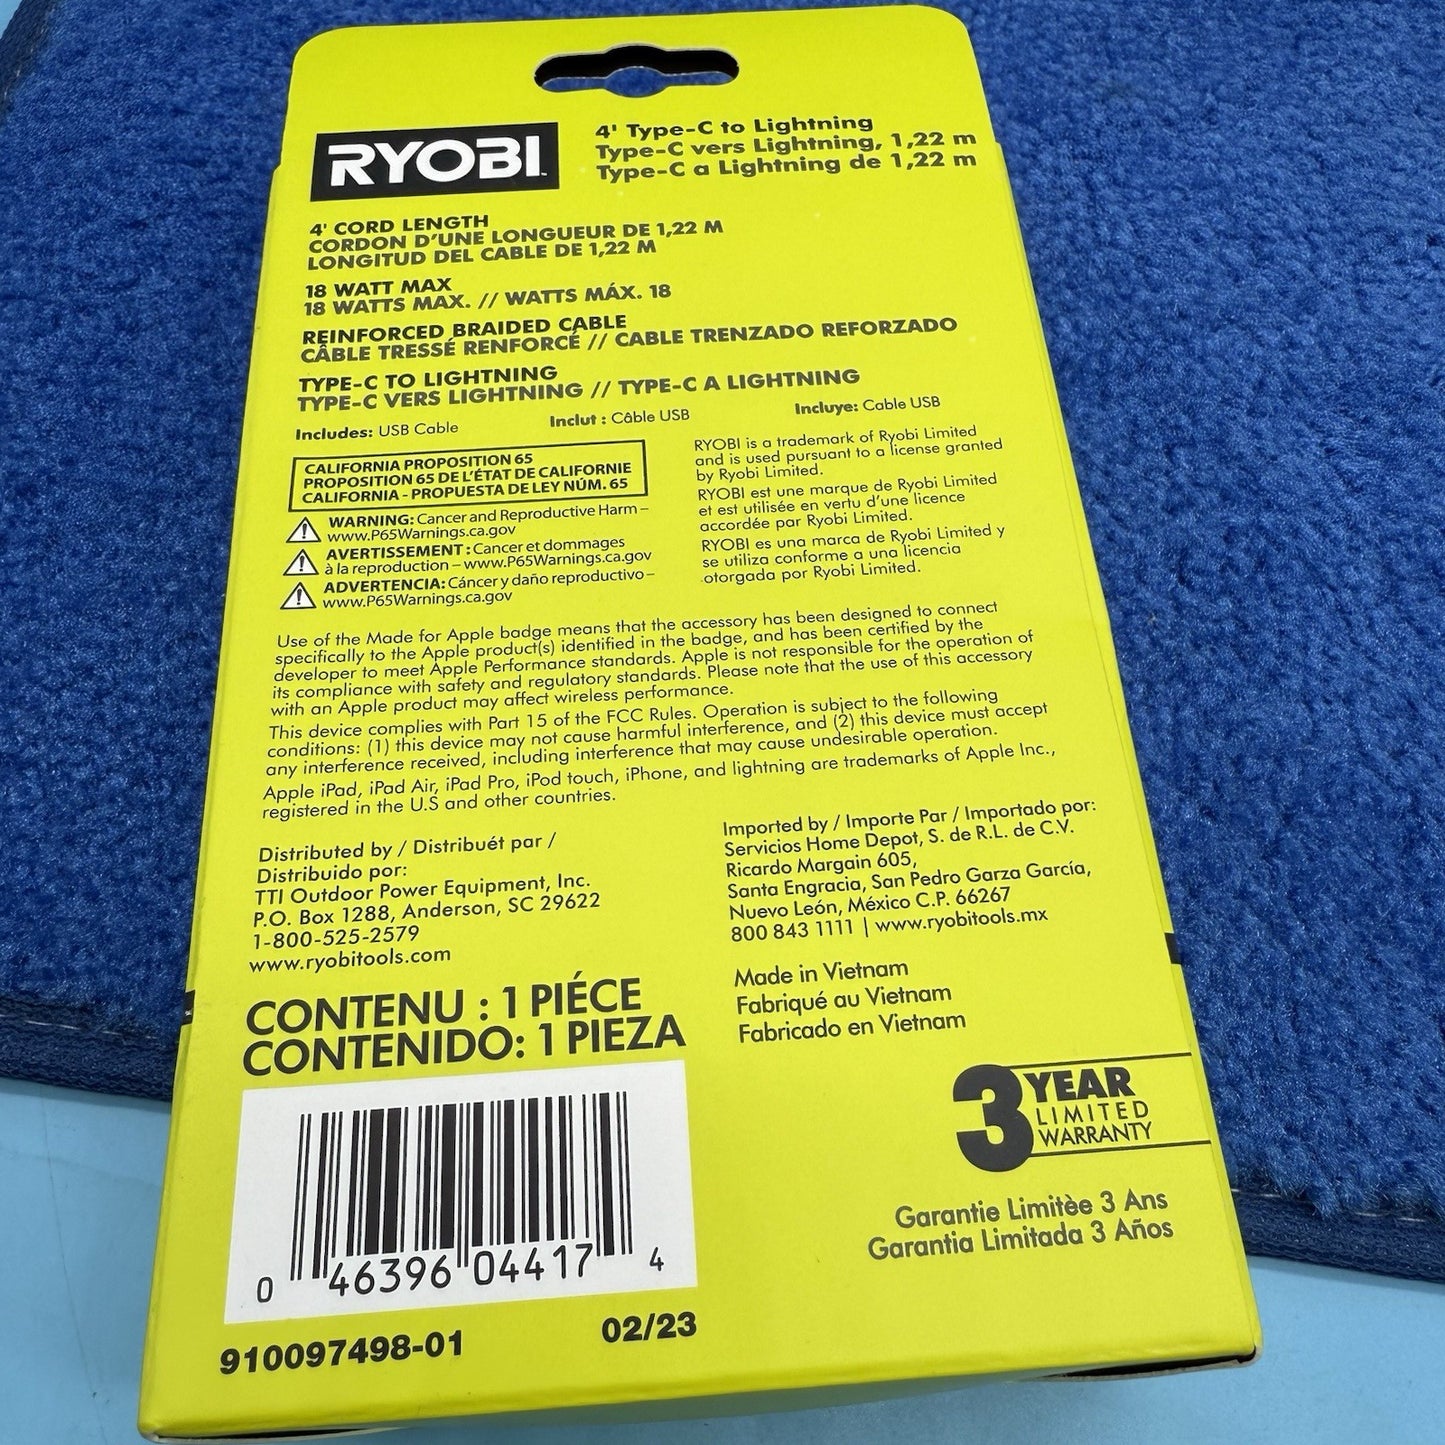 RYOBI
4' Type-C to Lightning
Type-C vers Lightning, 1,22 m
Type-C a Lightning de 1,22 m
4' CORD LENGTH
CORDON D'UNE LONGUEUR DE 1,22 M
LONGITUD DEL CABLE DE 1,22 M
18 WATT MAX
18 WATTS MAX. // WATTS MÁX. 18
REINFORCED BRAIDED CABLE
CÂBLE TRESSÉ RENFORCÉ // CABLE TRENZADO REFORZADO
TYPE-C TO LIGHTNING
TYPE-C VERS LIGHTNING // TYPE-C A LIGHTNING
Includes: USB Cable
Inclut : Câble USB
Incluye: Cable USB
CALIFORNIA PROPOSITION 65
PROPOSITION 65 DE L'ÉTAT DE CALIFORNIE
CALIFORNIA - PROPUESTA DE LEY NÚM. 65
WARNING: Cancer and Reproductive Harm –
www.P65Warnings.ca.gov
AVERTISSEMENT : Cancer et dommages
à la reproduction – www.P65Warnings.ca.gov
ADVERTENCIA: Cáncer y daño reproductivo –
www.P65Warnings.ca.gov
RYOBI is a trademark of Ryobi Limited
and is used pursuant to a license granted
by Ryobi Limited.
RYOBI est une marque de Ryobi Limited
et est utilisée en vertu d'une licence
accordée par Ryobi Limited.
RYOBI es una marca de Ryobi Limited y
se utiliza conforme a una licencia
otorgada por Ryobi Limited.
Use of the Made for Apple badge means that the accessory has been designed to connect
specifically to the Apple product(s) identified in the badge, and has been certified by the
developer to meet Apple Performance standards. Apple is not responsible for the operation of
its compliance with safety and regulatory standards. Please note that the use of this accessory
with an Apple product may affect wireless performance.
This device complies with Part 15 of the FCC Rules. Operation is subject to the following
conditions: (1) this device may not cause harmful interference, and (2) this device must accept
any interference received, including interference that may cause undesirable operation.
Apple iPad, iPad Air, iPad Pro, iPod touch, iPhone, and lightning are trademarks of Apple Inc.,
registered in the U.S and other countries.
Distributed by / Distribuét par /
Distribuido por:
TTI Outdoor Power Equipment, Inc.
P.O. Box 1288, Anderson, SC 29622
1-800-525-2579
www.ryobitools.com
Imported by / Importe Par / Importado por:
Servicios Home Depot, S. de R.L. de C.V.
Ricardo Margain 605,
Santa Engracia, San Pedro Garza García,
Nuevo León, México C.P. 66267
800 843 1111 | www.ryobitools.mx
Made in Vietnam
Fabriqué au Vietnam
Fabricado en Vietnam
CONTENU : 1 PIÉCE
CONTENIDO: 1 PIEZA
3 YEAR
LIMITED
WARRANTY
Garantie Limitèe 3 Ans
Garantia Limitada 3 Años
0 46396 04417 4
910097498-01
02/23